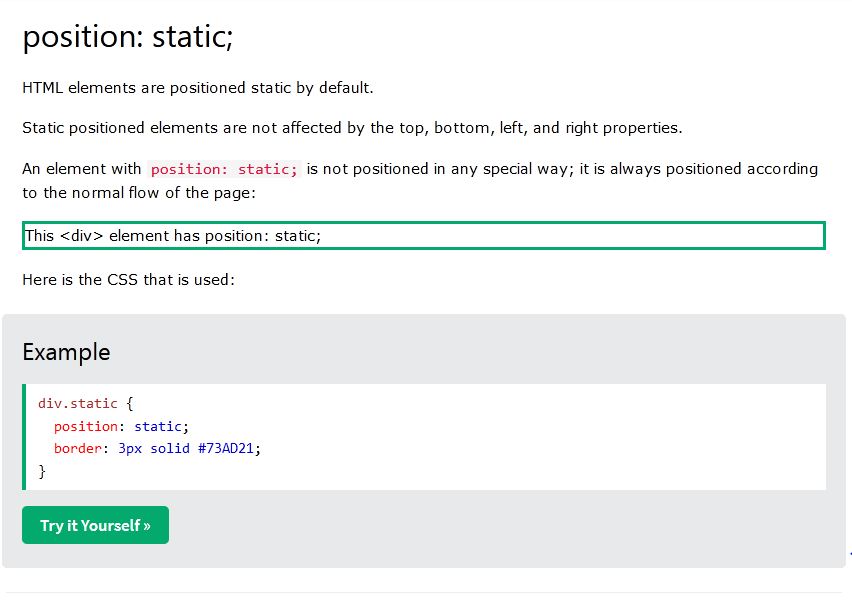 position: static;
HTML elements are positioned static by default.
Static positioned elements are not affected by the top, bottom, left, and right properties.
An element with position: static; is not positioned in any special way; it is always positioned according
to the normal flow of the page:
This <div> element has position: static;
Here is the CSS that is used:
Example
div.static {
  position: static;
  border: 3px solid #73AD21;
}
Try it Yourself »